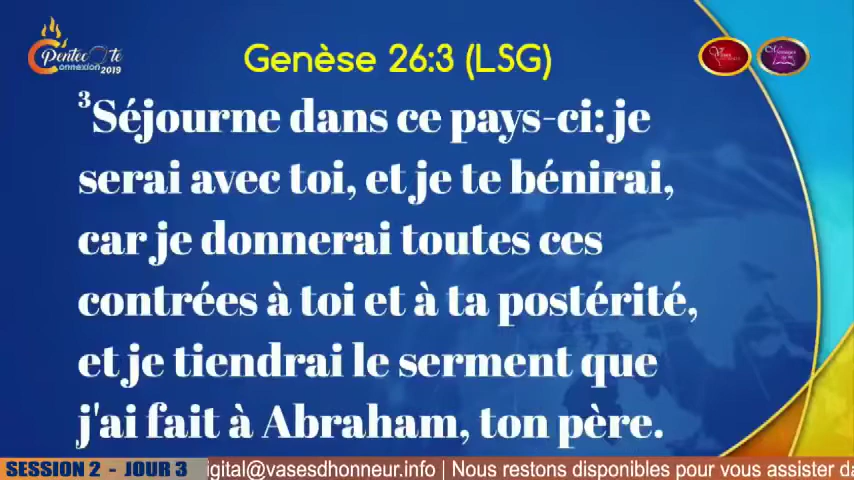 Pentecôte
Connexion 2019
Genèse 26:3 (LSG)
³Séjourne dans ce pays-ci: je
serai avec toi, et je te bénirai,
car je donnerai toutes ces
contrées à toi et à ta postérité,
et je tiendrai le serment que
j'ai fait à Abraham, ton père.
SESSION 2 - JOUR 3 igital@vasesdhonneur.info | Nous restons disponibles pour vous assister da